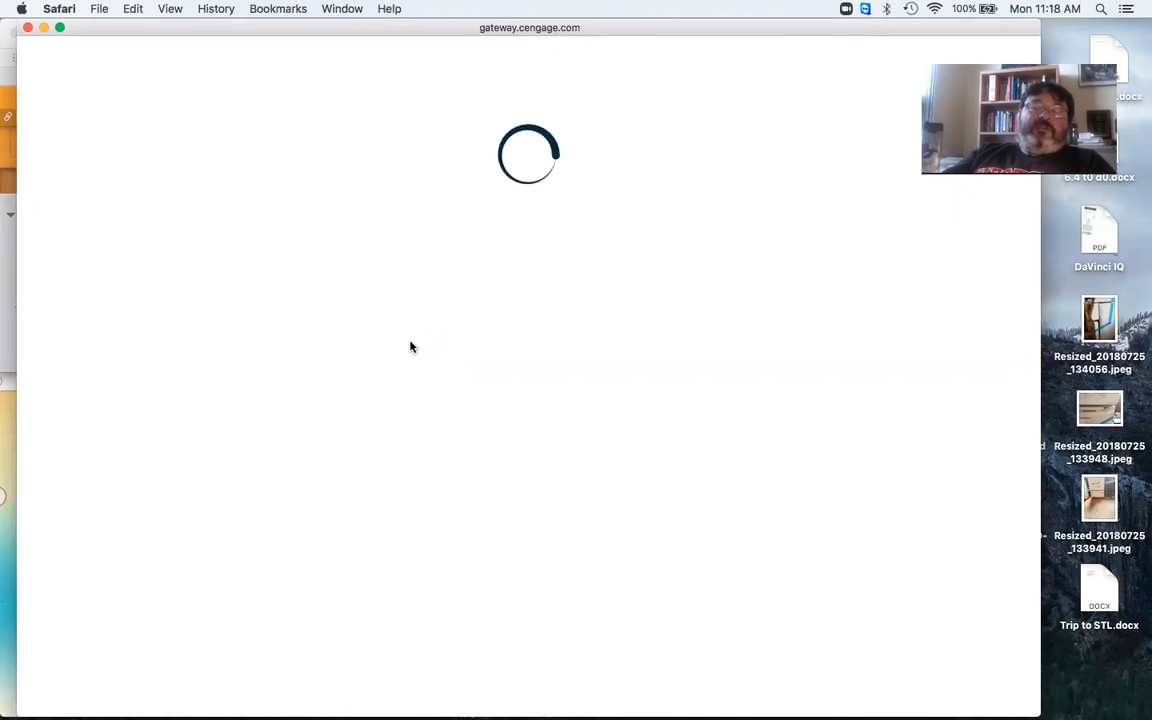 Safari File Edit View History Bookmarks Window Help 100% Mon 11:18 AM
gateway.cengage.com
.docx
6.4 t0 d0.docx
PDF
DaVinci IQ
Resized_20180725
_134056.jpeg
Resized_20180725
_133948.jpeg
Resized_20180725
_133941.jpeg
DOCX
Trip to STL.docx